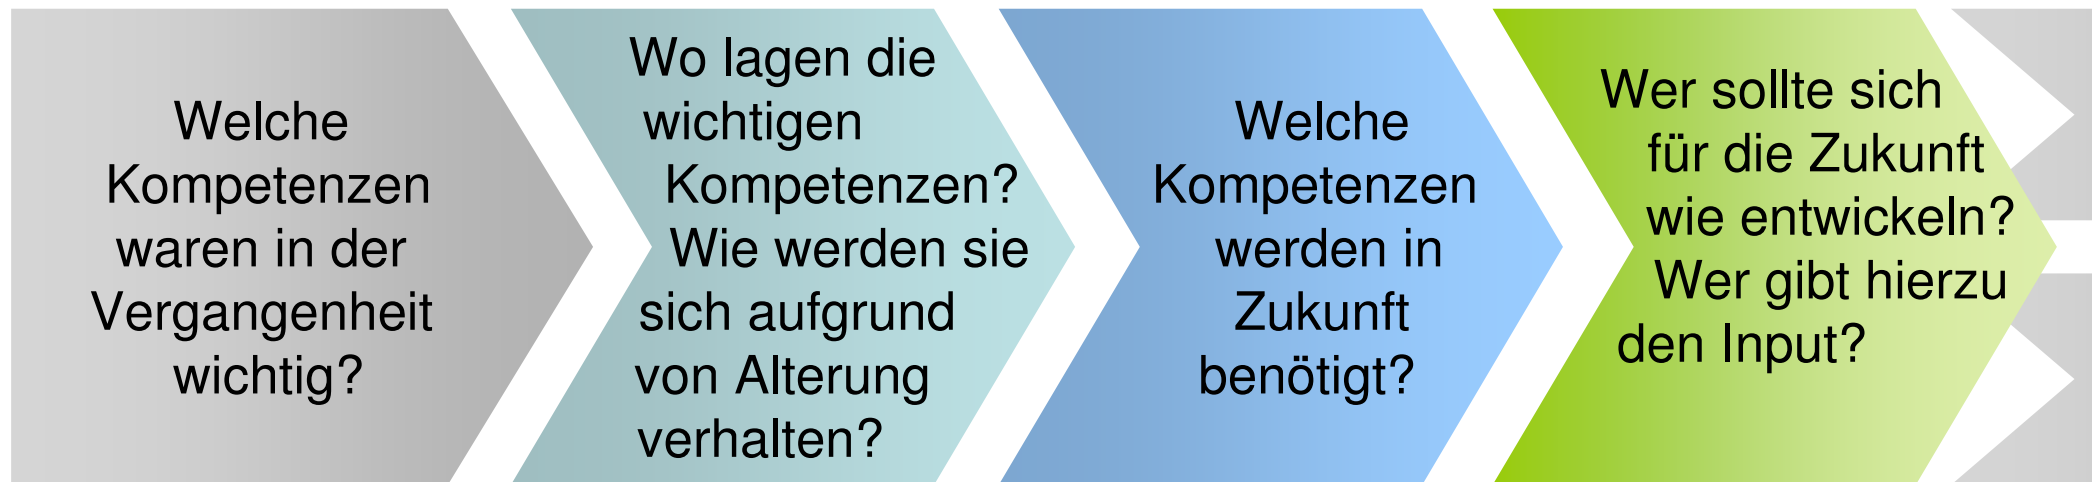 Welche
Kompetenzen
waren in der
Vergangenheit
wichtig?
Wo lagen die
wichtigen
Kompetenzen?
Wie werden sie
sich aufgrund
von Alterung
verhalten?
Welche
Kompetenzen
werden in
Zukunft
benötigt?
Wer sollte sich
für die Zukunft
wie entwickeln?
Wer gibt hierzu
den Input?